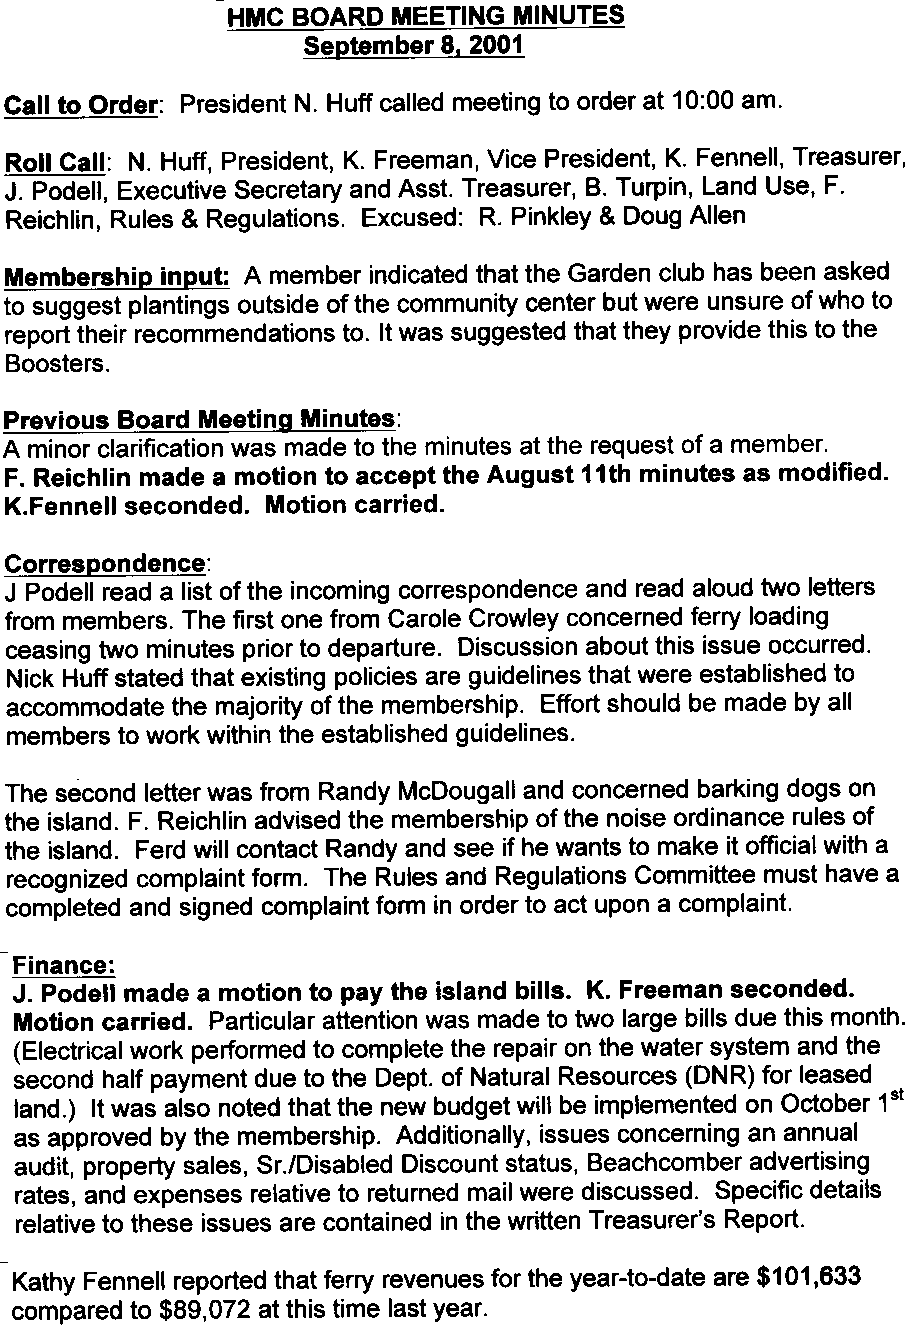 HMC BOARD MEETING MINUTES
September 8, 2001
Call to Order: President N. Huff called meeting to order at 10:00 am.
Roll Call: N. Huff, President, K. Freeman, Vice President, K. Fennell, Treasurer,
J. Podell, Executive Secretary and Asst. Treasurer, B. Turpin, Land Use, F.
Reichlin, Rules & Regulations. Excused: R. Pinkley & Doug Allen
Membership input: A member indicated that the Garden club has been asked
to suggest plantings outside of the community center but were unsure of who to
report their recommendations to. It was suggested that they provide this to the
Boosters.
Previous Board Meeting Minutes:
A minor clarification was made to the minutes at the request of a member.
F. Reichlin made a motion to accept the August 11th minutes as modified.
K.Fennell seconded. Motion carried.
Correspondence:
J Podell read a list of the incoming correspondence and read aloud two letters
from members. The first one from Carole Crowley concerned ferry loading
ceasing two minutes prior to departure. Discussion about this issue occurred.
Nick Huff stated that existing policies are guidelines that were established to
accommodate the majority of the membership. Effort should be made by all
members to work within the established guidelines.
The second letter was from Randy McDougall and concerned barking dogs on
the island. F. Reichlin advised the membership of the noise ordinance rules of
the island. Ferd will contact Randy and see if he wants to make it official with a
recognized complaint form. The Rules and Regulations Committee must have a
completed and signed complaint form in order to act upon a complaint.
Finance:
J. Podell made a motion to pay the island bills. K. Freeman seconded.
Motion carried. Particular attention was made to two large bills due this month.
(Electrical work performed to complete the repair on the water system and the
second half payment due to the Dept. of Natural Resources (DNR) for leased
land.) It was also noted that the new budget will be implemented on October 1st
as approved by the membership. Additionally, issues concerning an annual
audit, property sales, Sr./Disabled Discount status, Beachcomber advertising
rates, and expenses relative to returned mail were discussed. Specific details
relative to these issues are contained in the written Treasurer's Report.
Kathy Fennell reported that ferry revenues for the year-to-date are $101,633
compared to $89,072 at this time last year.